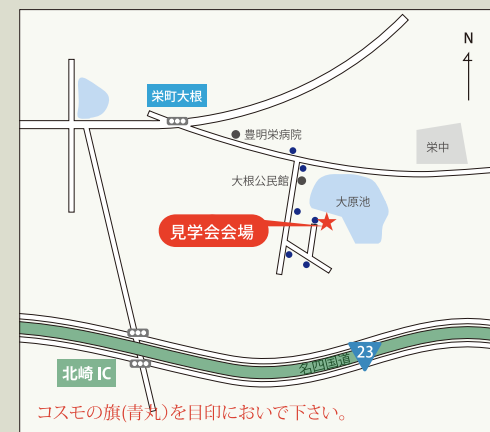 N
栄町大根
豊明栄病院
栄中
大根公民館
大原池
見学会会場
23
名四国道
北崎 IC
コスモの旗(青丸)を目印においで下さい。